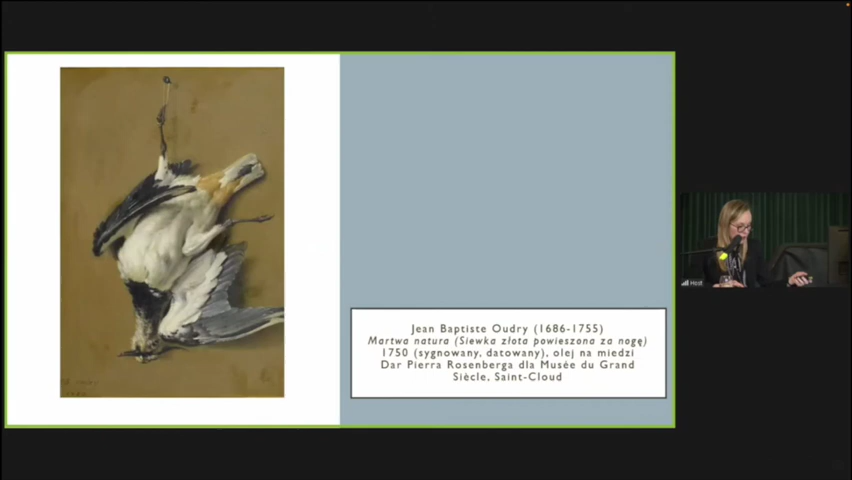 Jean Baptiste Oudry (1686-1755)
Martwa natura (Siewka złota powieszona za nogę)
1750 (sygnowany, datowany), olej na miedzi
Dar Pierra Rosenberga dla Musée du Grand
Siècle, Saint-Cloud
Host